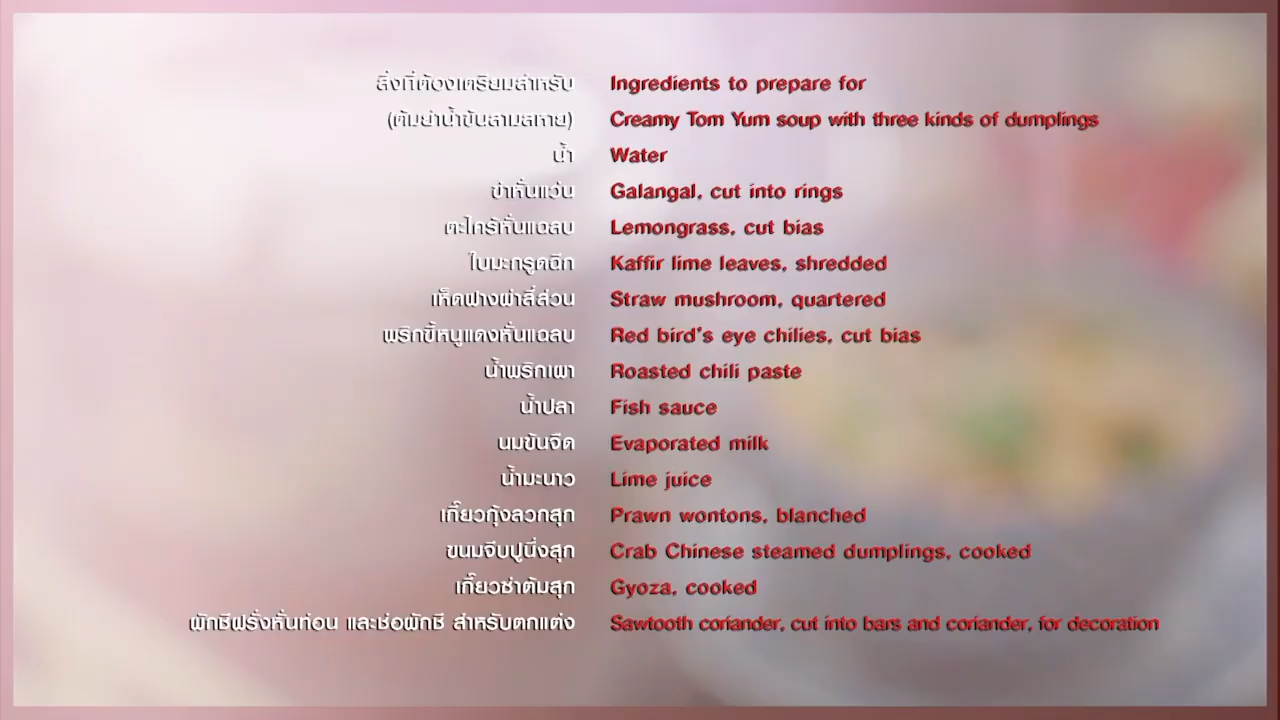 สิ่งที่ต้องเตรียมสำหรับ Ingredients to prepare for
(ต้มยำน้ำข้นสามสหาย) Creamy Tom Yum soup with three kinds of dumplings
น้ำ Water
ข่าหั่นแว่น Galangal, cut into rings
ตะไคร้หั่นแฉลบ Lemongrass, cut bias
ใบมะกรูดฉีก Kaffir lime leaves, shredded
เห็ดฟางผ่าสี่ส่วน Straw mushroom, quartered
พริกขี้หนูแดงหั่นแฉลบ Red bird's eye chilies, cut bias
น้ำพริกเผา Roasted chili paste
น้ำปลา Fish sauce
นมข้นจืด Evaporated milk
น้ำมะนาว Lime juice
เกี๊ยวกุ้งลวกสุก Prawn wontons, blanched
ขนมจีบปูนึ่งสุก Crab Chinese steamed dumplings, cooked
เกี๊ยวซ่าต้มสุก Gyoza, cooked
ผักชีฝรั่งหั่นท่อน และช่อผักชี สำหรับตกแต่ง Sawtooth coriander, cut into bars and coriander, for decoration